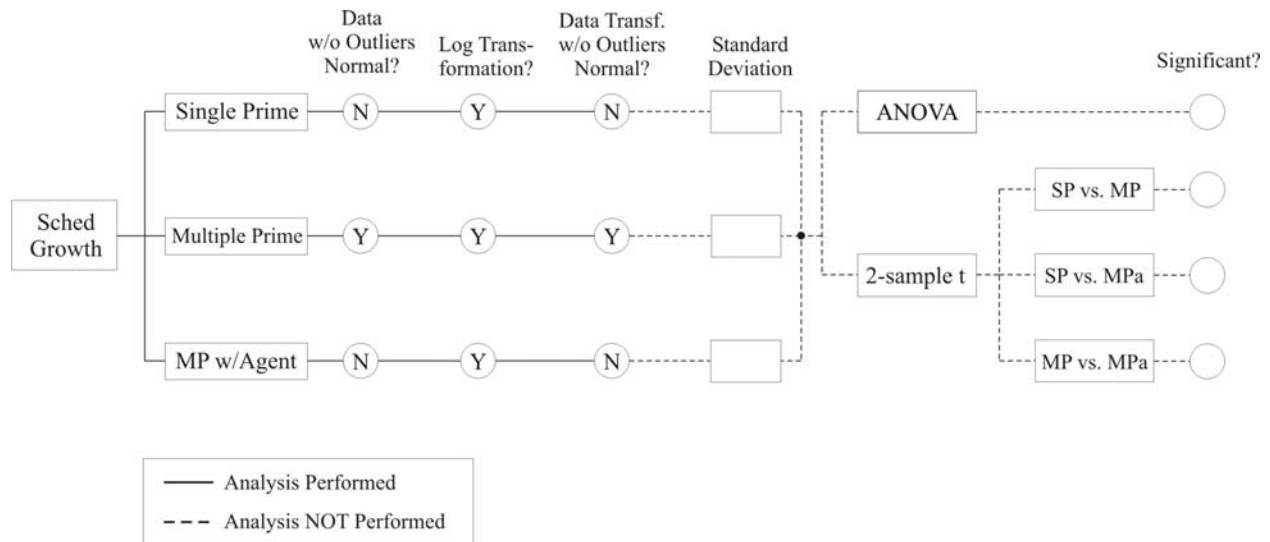 Data
w/o Outliers
Normal?
Log Trans-
formation?
Data Transf.
w/o Outliers
Normal?
Standard
Deviation
Significant?
Single Prime
N
Y
N
ANOVA
SP vs. MP
Sched
Growth
Multiple Prime
Y
Y
Y
2-sample t
SP vs. MPa
MP w/Agent
N
Y
N
MP vs. MPa
Analysis Performed
Analysis NOT Performed